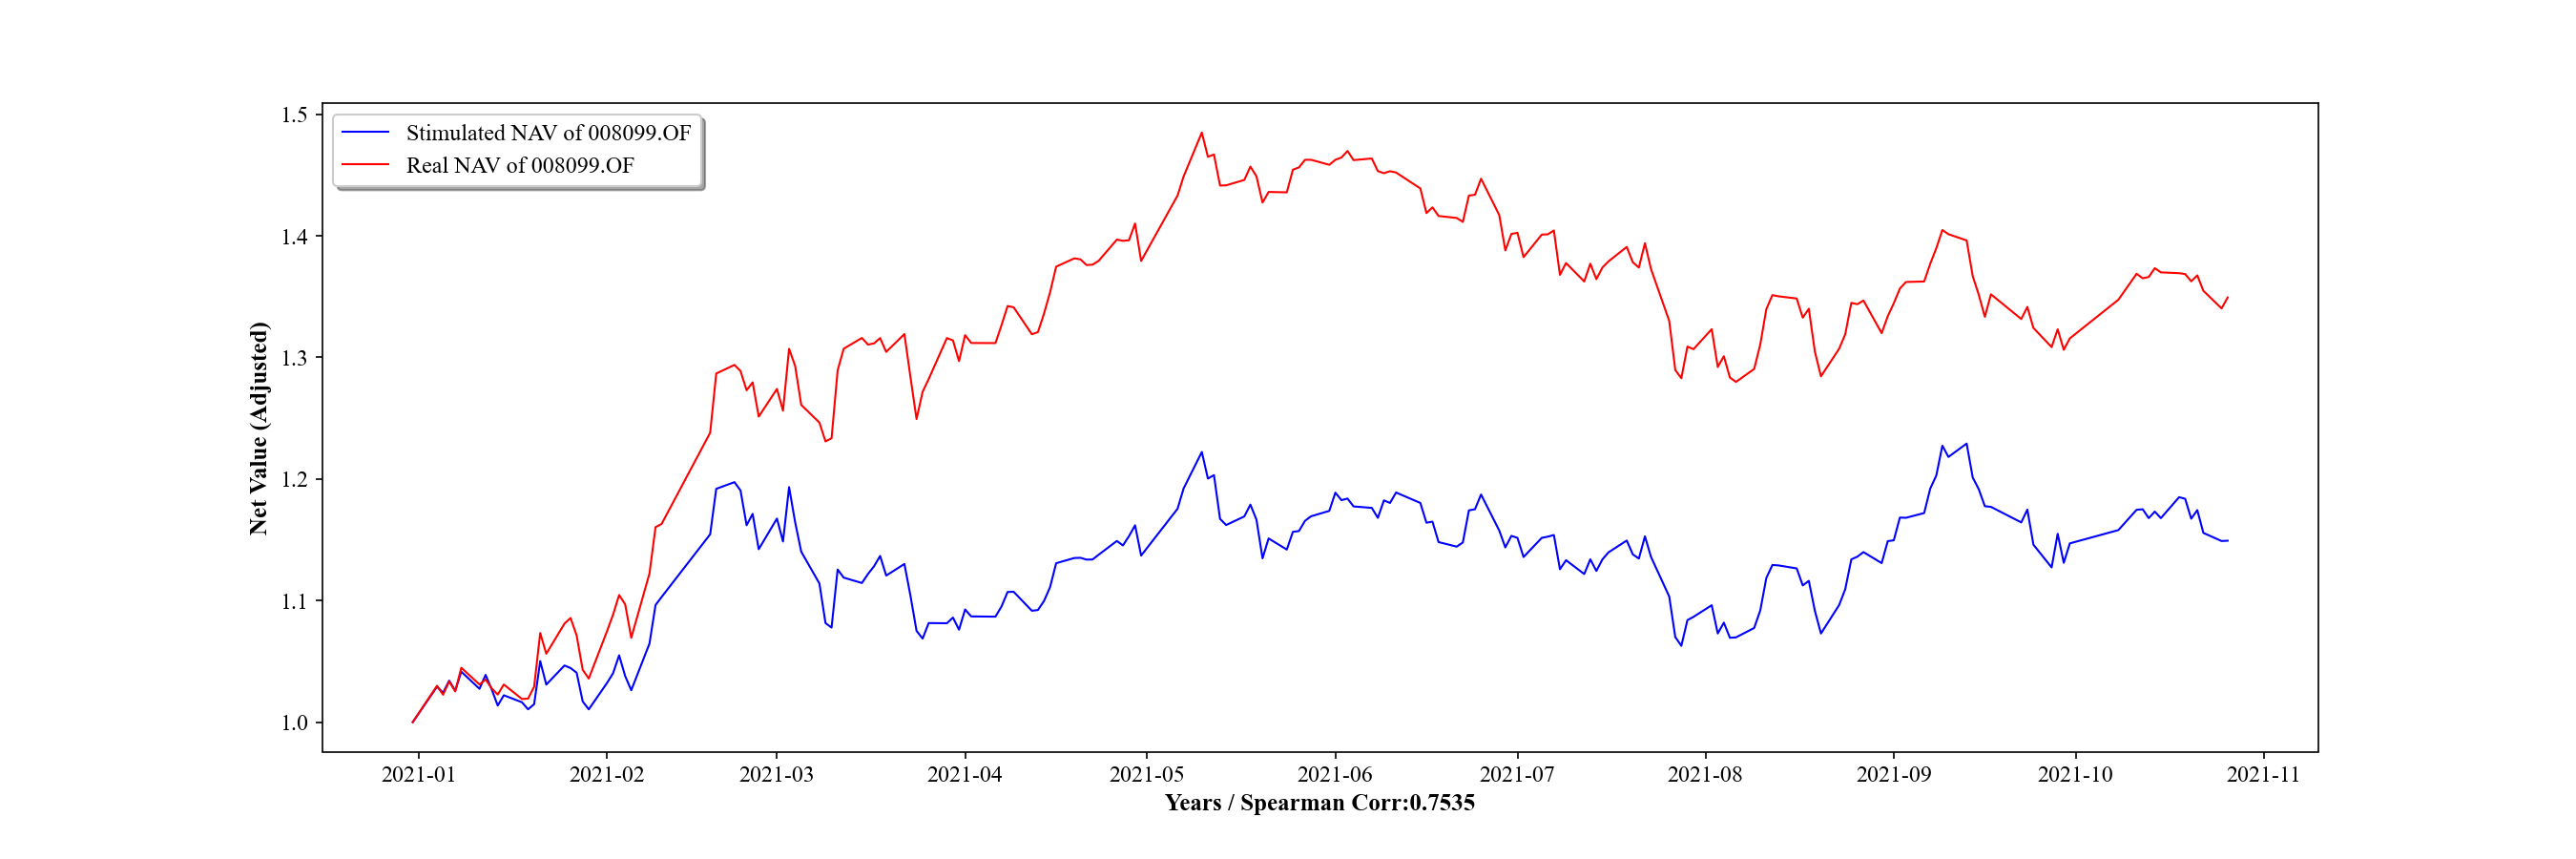 Stimulated NAV of 008099.OF
Real NAV of 008099.OF
Net Value (Adjusted)
1.5
1.4
1.3
1.2
1.1
1.0
2021-01 2021-02 2021-03 2021-04 2021-05 2021-06 2021-07 2021-08 2021-09 2021-10 2021-11
Years / Spearman Corr:0.7535